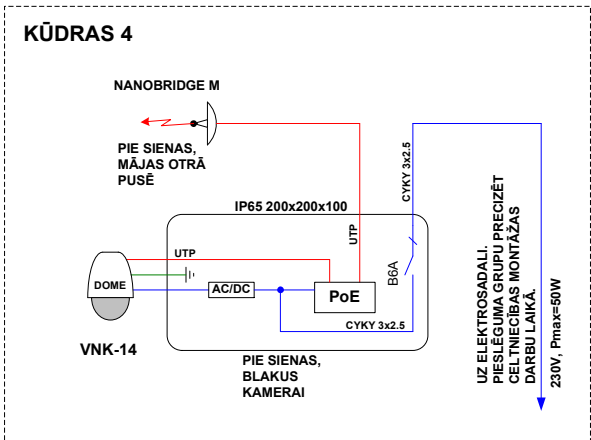 KŪDRAS 4
NANOBRIDGE M
PIE SIENAS,
MĀJAS OTRĀ
PUSĒ
IP65 200x200x100
CYKY 3x2.5
UTP
UTP
B6A
DOME
AC/DC
PoE
CYKY 3x2.5
VNK-14
PIE SIENAS,
BLAKUS
KAMERAI
UZ ELEKTROSADALI.
PIESLĒGUMA GRUPU PRECIZĒT
CELTNIECĪBAS MONTĀŽAS
DARBU LAIKĀ.
230V, Pmax=50W